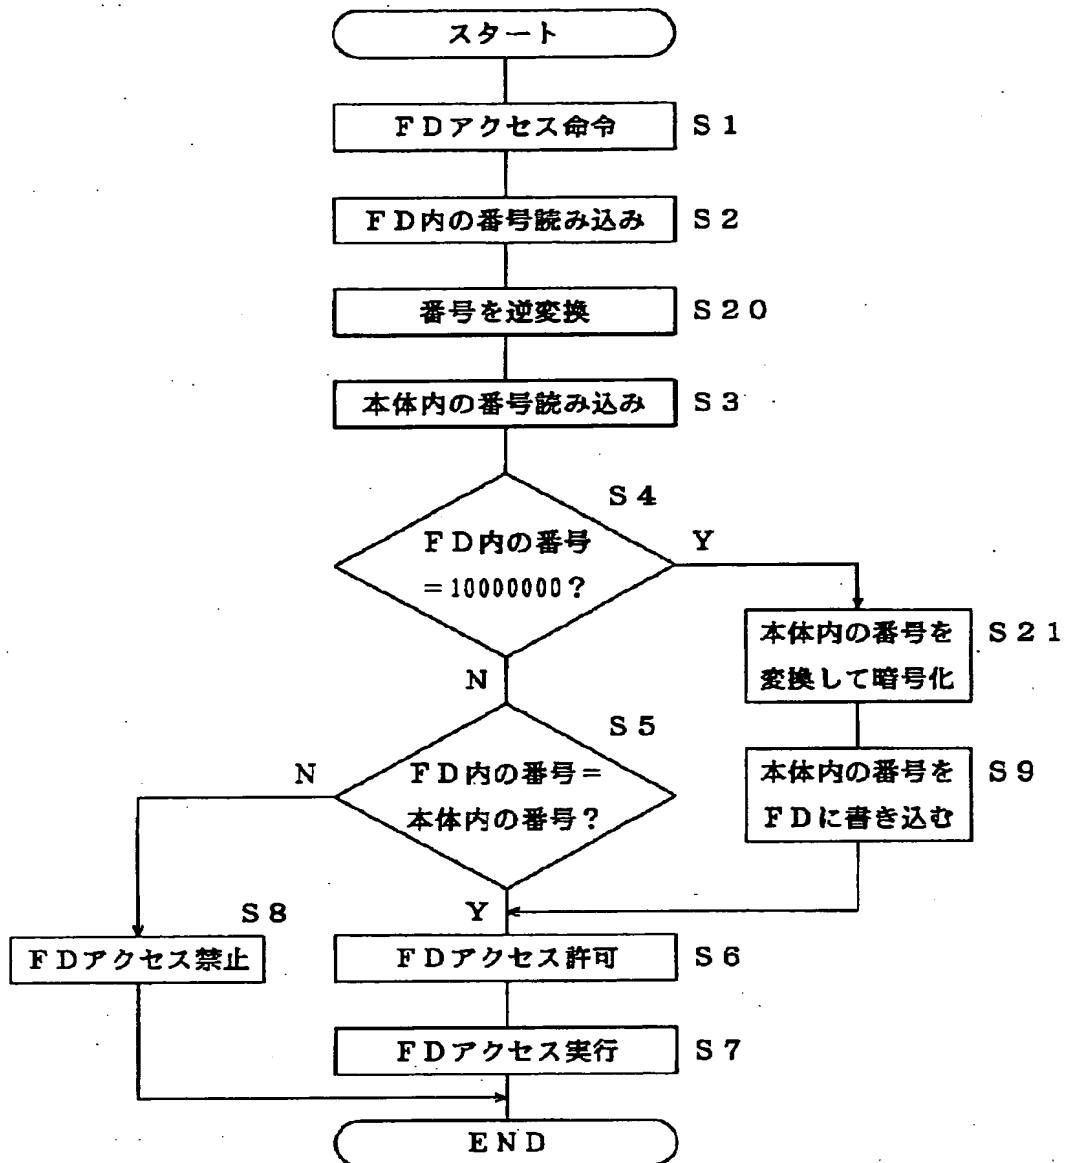 スタート
FDアクセス命令 S1
FD内の番号読み込み S2
番号を逆変換 S20
本体内の番号読み込み S3
S4
FD内の番号
=10000000?
Y
N
本体内の番号を S21
変換して暗号化
S5
FD内の番号=
本体内の番号?
N
Y
本体内の番号を S9
FDに書き込む
S8
FDアクセス禁止
FDアクセス許可 S6
FDアクセス実行 S7
END